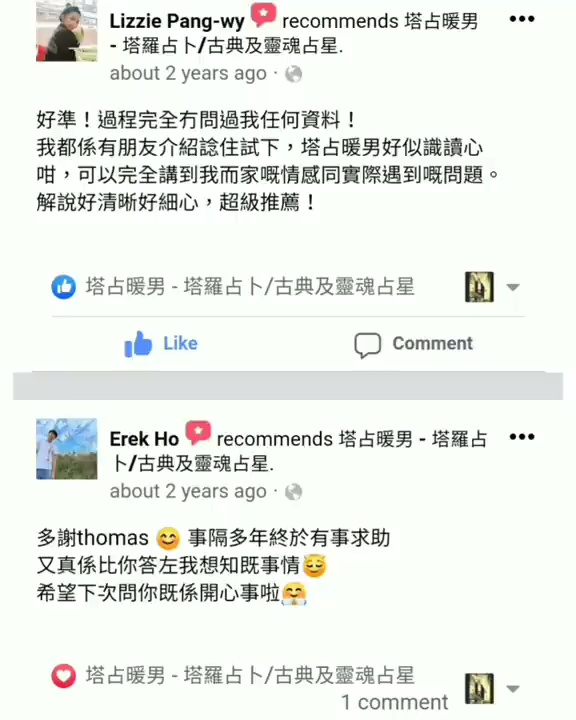 Lizzie Pang-wy recommends 塔占暖男
- 塔羅占卜/古典及靈魂占星.
about 2 years ago ·
好準！過程完全冇問過我任何資料！
我都係有朋友介紹諗住試下，塔占暖男好似識讀心
咁，可以完全講到我而家嘅情感同實際遇到嘅問題。
解說好清晰好細心，超級推薦！
塔占暖男 - 塔羅占卜/古典及靈魂占星
Like Comment
Erek Ho recommends 塔占暖男 - 塔羅占
卜/古典及靈魂占星.
about 2 years ago ·
多謝thomas 😊 事隔多年終於有事求助
又真係比你答左我想知既事情😇
希望下次問你既係開心事啦🤗
塔占暖男 - 塔羅占卜/古典及靈魂占星
1 comment